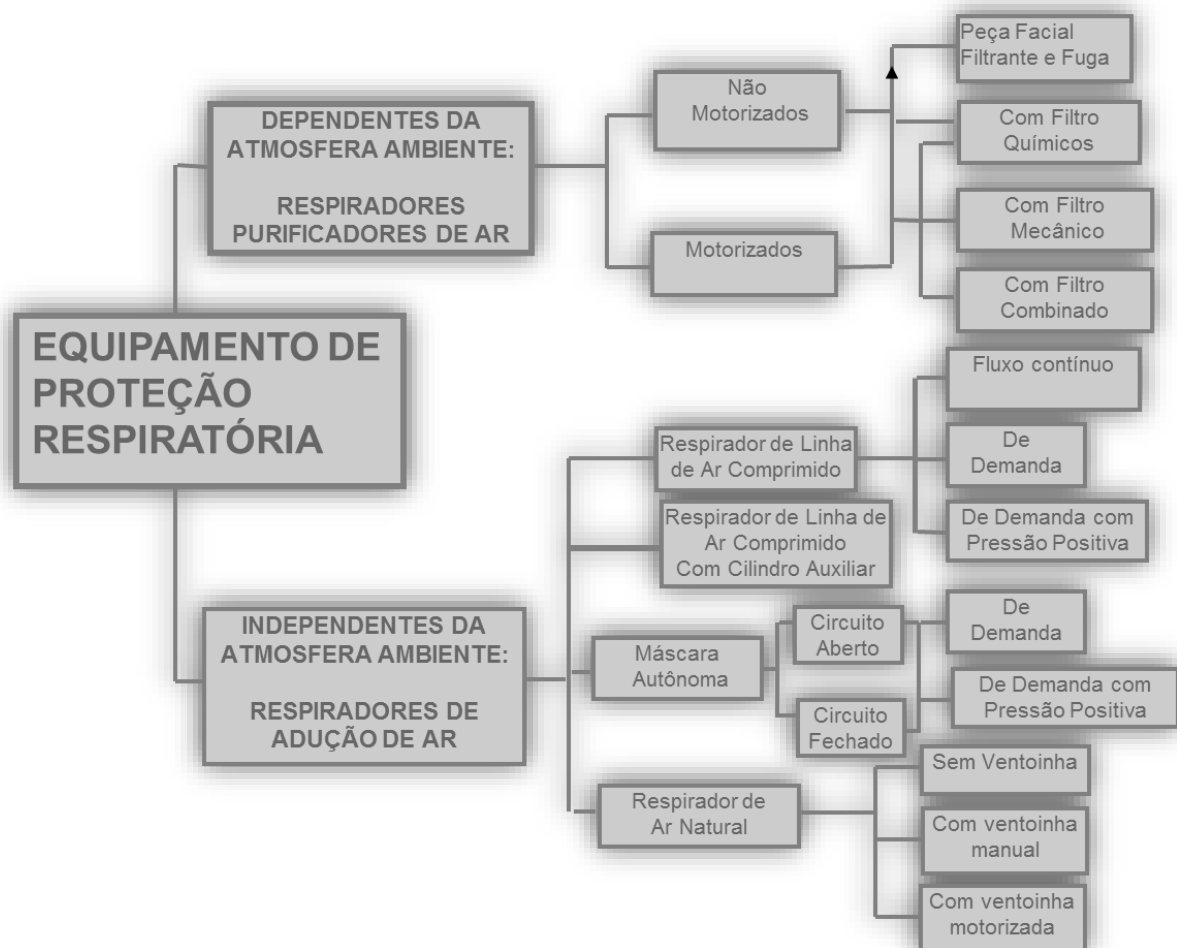 Peça Facial
Filtrante e Fuga
Não
Motorizados
DEPENDENTES DA
ATMOSFERA AMBIENTE:
RESPIRADORES
PURIFICADORES DE AR
Com Filtro
Químicos
Com Filtro
Mecânico
Motorizados
Com Filtro
Combinado
EQUIPAMENTO DE
PROTEÇÃO
RESPIRATÓRIA
Fluxo contínuo
Respirador de Linha
de Ar Comprimido
De
Demanda
Respirador de Linha de
Ar Comprimido
Com Cilindro Auxiliar
De Demanda com
Pressão Positiva
INDEPENDENTES DA
ATMOSFERA AMBIENTE:
RESPIRADORES DE
ADUÇÃO DE AR
Máscara
Autônoma
Circuito
Aberto
De
Demanda
Circuito
Fechado
De Demanda com
Pressão Positiva
Respirador de
Ar Natural
Sem Ventoinha
Com ventoinha
manual
Com ventoinha
motorizada